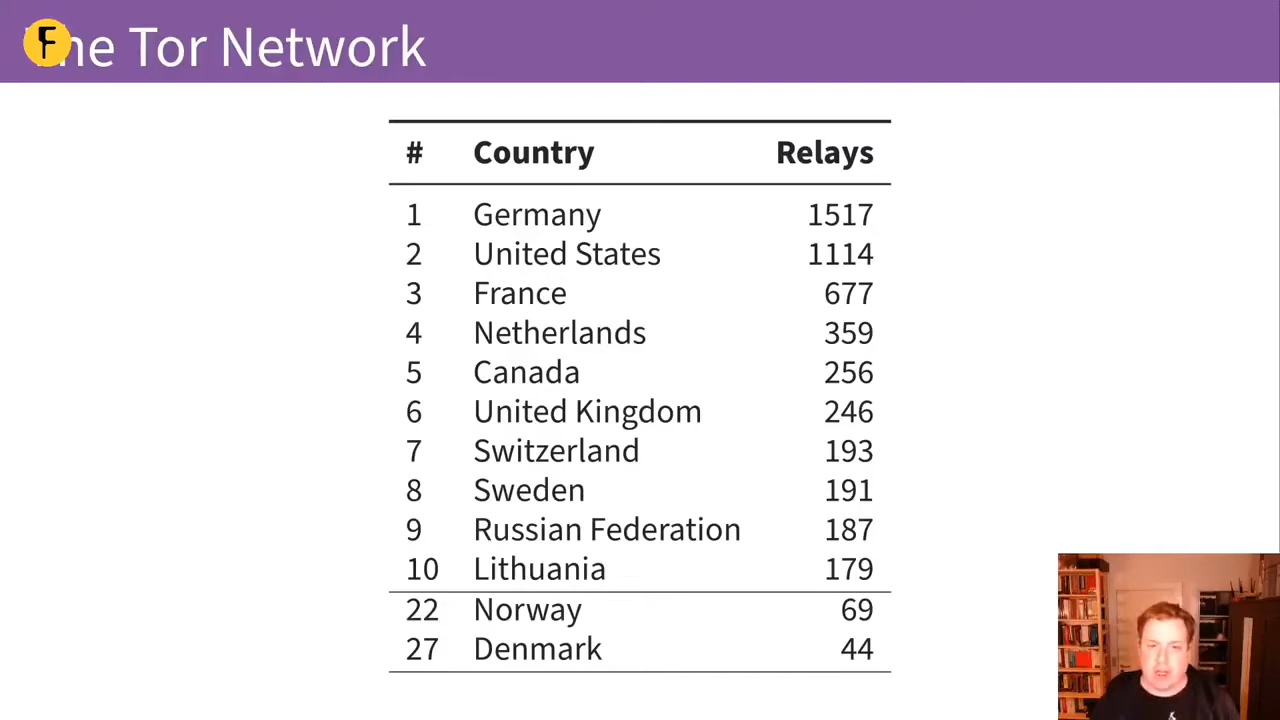 The Tor Network
# Country Relays
1 Germany 1517
2 United States 1114
3 France 677
4 Netherlands 359
5 Canada 256
6 United Kingdom 246
7 Switzerland 193
8 Sweden 191
9 Russian Federation 187
10 Lithuania 179
22 Norway 69
27 Denmark 44